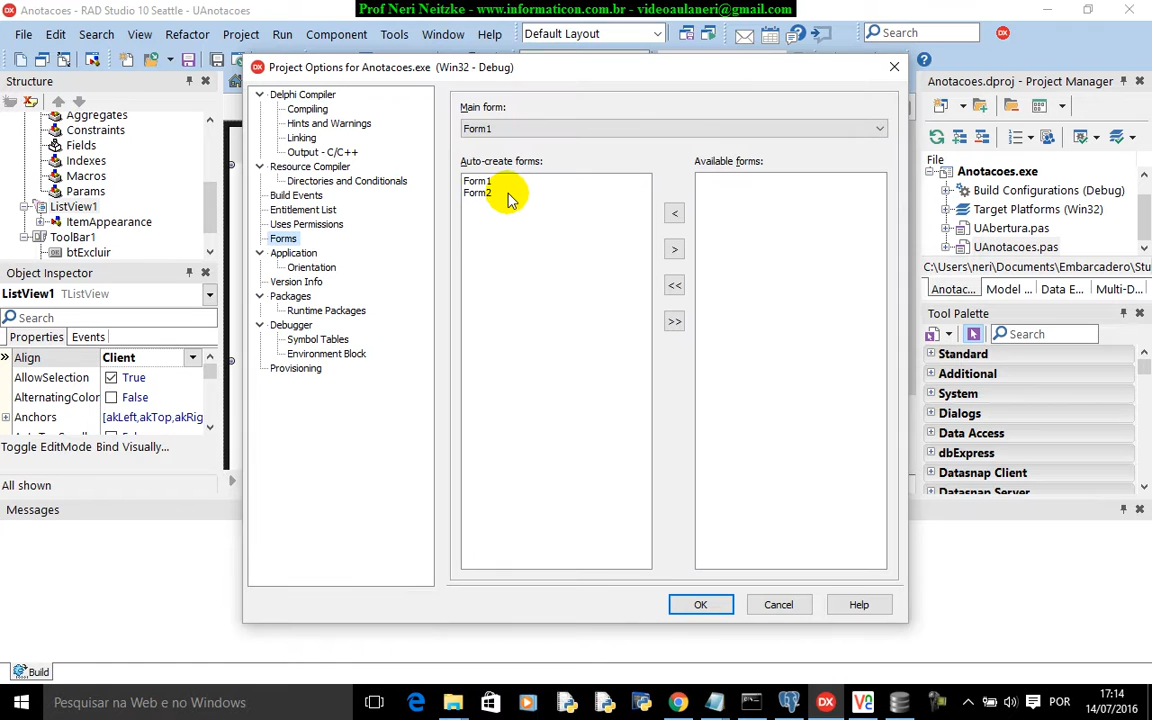 Prof Neri Neitzke - www.informaticon.com.br - videoaulaneri@gmail.com
Anotacoes - RAD Studio 10 Seattle - UAnotacoes
File Edit Search View Refactor Project Run Component Tools Window Help
Default Layout
Search
Structure
Aggregates
Constraints
Fields
Indexes
Macros
Params
ListView1
ItemAppearance
ToolBar1
btExcluir
Object Inspector
ListView1 TListView
Search
Properties Events
Align Client
AllowSelection True
AlternatingColor False
Anchors [akLeft,akTop,akRig
Toggle EditMode Bind Visually...
All shown
Messages
Build
Project Options for Anotacoes.exe (Win32 - Debug)
Delphi Compiler
Compiling
Hints and Warnings
Linking
Output - C/C++
Resource Compiler
Directories and Conditionals
Build Events
Entitlement List
Uses Permissions
Forms
Application
Orientation
Version Info
Packages
Runtime Packages
Debugger
Symbol Tables
Environment Block
Provisioning
Main form:
Form1
Auto-create forms:
Form1
Form2
<
>
<<
>>
Available forms:
OK Cancel Help
Anotacoes.dproj - Project Manager
File
Anotacoes.exe
Build Configurations (Debug)
Target Platforms (Win32)
UAbertura.pas
UAnotacoes.pas
C:\Users\neri\Documents\Embarcadero\Stu
Anotac... Model ... Data E... Multi-D...
Tool Palette
Search
Standard
Additional
System
Dialogs
Data Access
dbExpress
Datasnap Client
Datasnap Server
Pesquisar na Web e no Windows
POR
17:14
14/07/2016